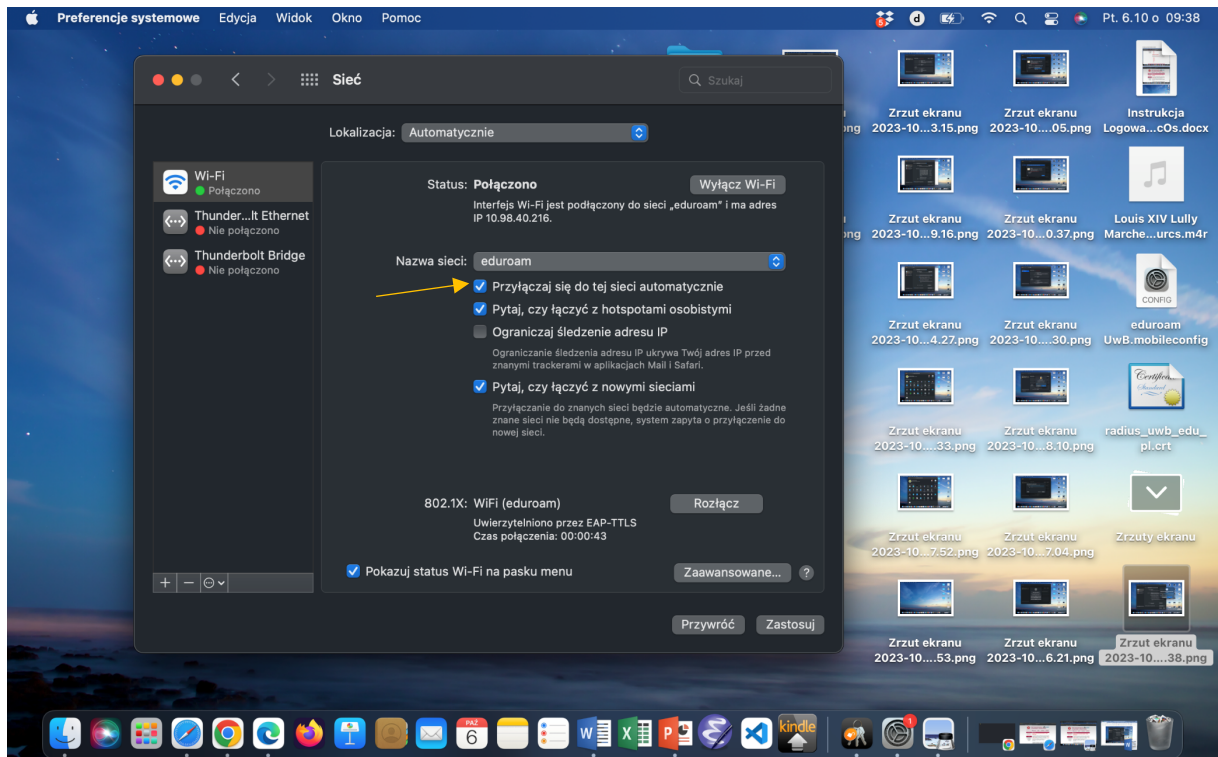 Preferencje systemowe Edycja Widok Okno Pomoc
Pt. 6.10 o 09:38
Sieć
Szukaj
Lokalizacja: Automatycznie
Wi-Fi
Połączono
Thunder...lt Ethernet
Nie połączono
Thunderbolt Bridge
Nie połączono
Status: Połączono
Wyłącz Wi-Fi
Interfejs Wi-Fi jest podłączony do sieci „eduroam” i ma adres
IP 10.98.40.216.
Nazwa sieci: eduroam
Przyłączaj się do tej sieci automatycznie
Pytaj, czy łączyć z hotspotami osobistymi
Ograniczaj śledzenie adresu IP
Ograniczanie śledzenia adresu IP ukrywa Twój adres IP przed
znanymi trackerami w aplikacjach Mail i Safari.
Pytaj, czy łączyć z nowymi sieciami
Przyłączanie do znanych sieci będzie automatyczne. Jeśli żadne
znane sieci nie będą dostępne, system zapyta o przyłączenie do
nowej sieci.
802.1X: WiFi (eduroam)
Rozłącz
Uwierzytelniono przez EAP-TTLS
Czas połączenia: 00:00:43
Pokazuj status Wi-Fi na pasku menu
Zaawansowane...
?
Przywróć
Zastosuj
Zrzut ekranu
2023-10...3.15.png
Zrzut ekranu
2023-10....05.png
Instrukcja
Logowa...cOs.docx
Zrzut ekranu
2023-10...9.16.png
Zrzut ekranu
2023-10...0.37.png
Louis XIV Lully
Marche...urcs.m4r
CONFIG
Zrzut ekranu
2023-10...4.27.png
Zrzut ekranu
2023-10....30.png
eduroam
UwB.mobileconfig
Zrzut ekranu
2023-10....33.png
Zrzut ekranu
2023-10...8.10.png
radius_uwb_edu_
pl.crt
Zrzut ekranu
2023-10...7.52.png
Zrzut ekranu
2023-10...7.04.png
Zrzuty ekranu
Zrzut ekranu
2023-10....53.png
Zrzut ekranu
2023-10...6.21.png
Zrzut ekranu
2023-10....38.png
PAŹ
6
kindle
1